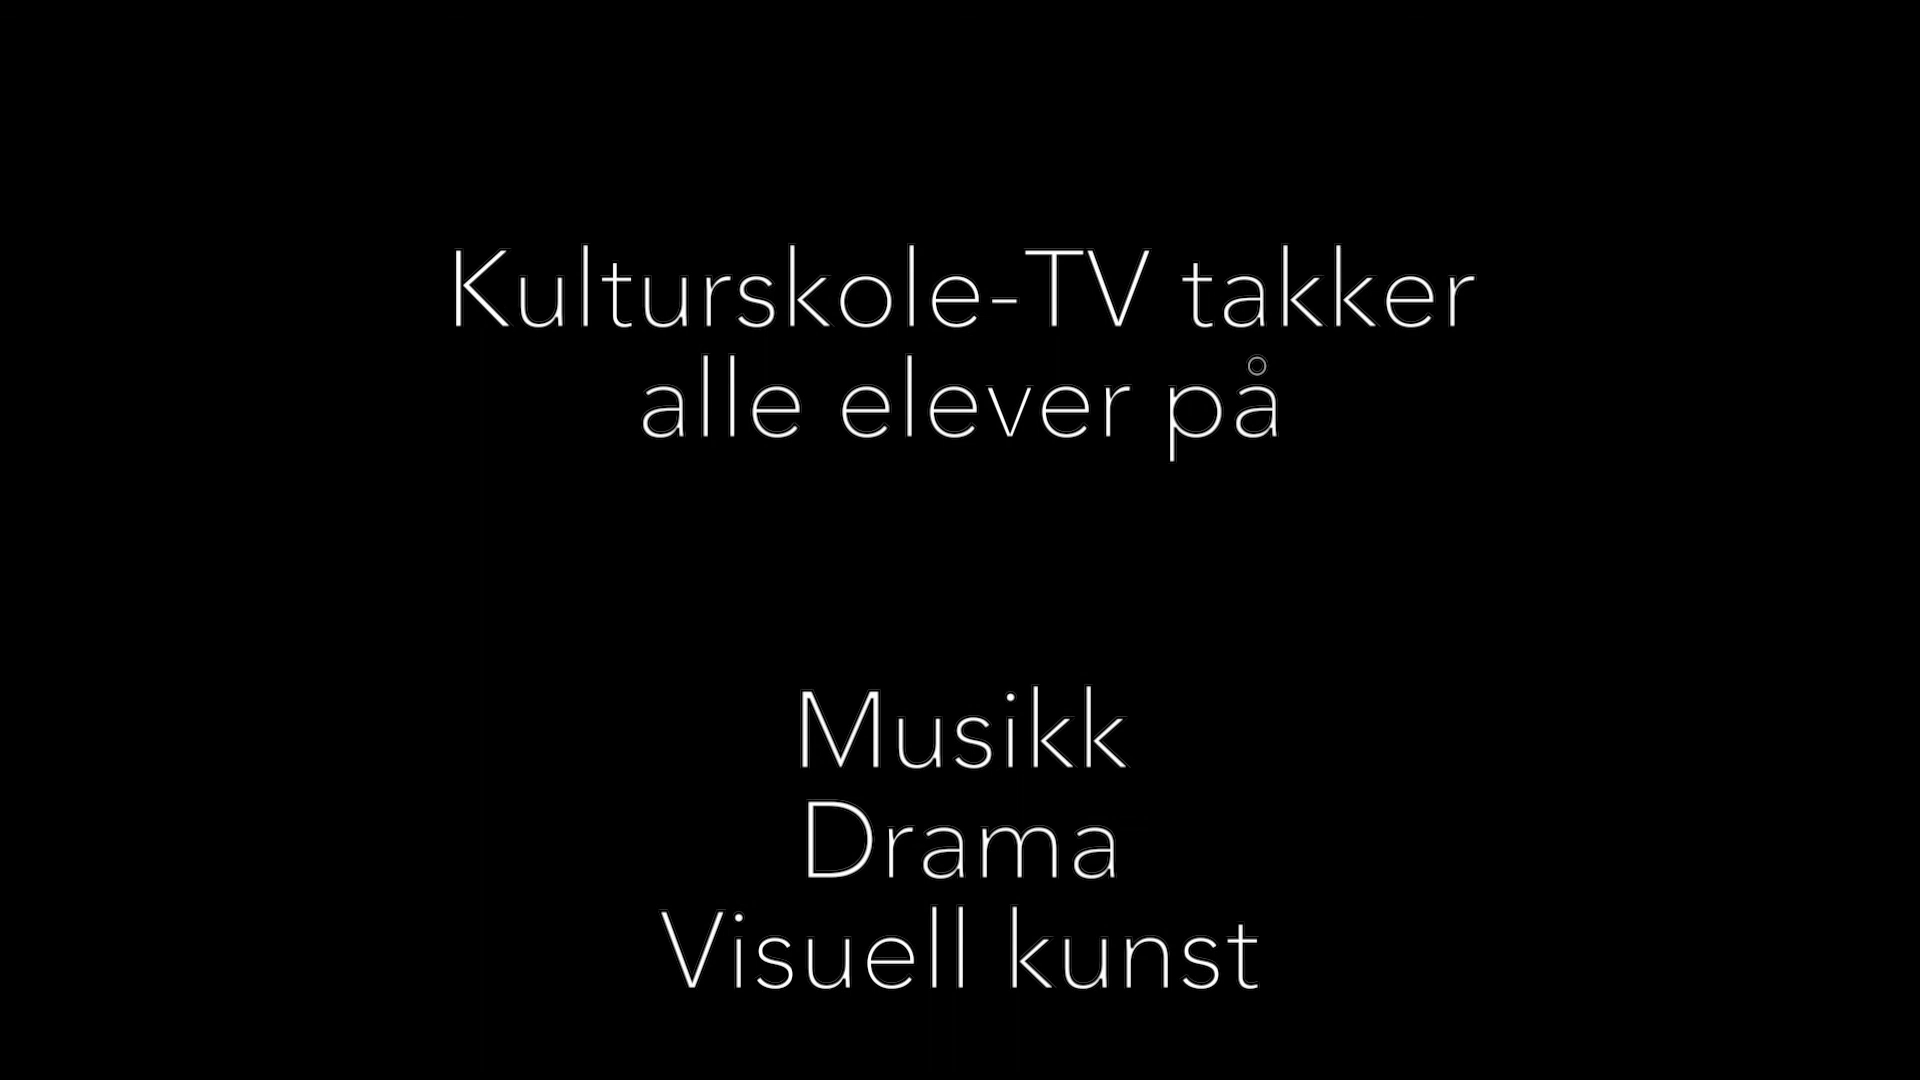 Kulturskole-TV takker
alle elever på
Musikk
Drama
Visuell kunst